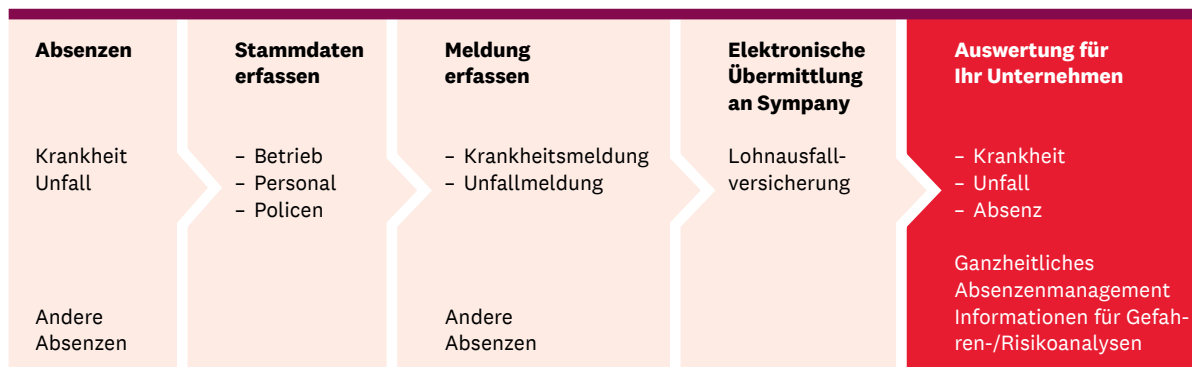 Absenzen
Krankheit
Unfall
Andere
Absenzen
Stammdaten
erfassen
– Betrieb
– Personal
– Policen
Meldung
erfassen
– Krankheitsmeldung
– Unfallmeldung
Andere
Absenzen
Elektronische
Übermittlung
an Sympany
Lohnausfall-
versicherung
Auswertung für
Ihr Unternehmen
– Krankheit
– Unfall
– Absenz
Ganzheitliches
Absenzenmanagement
Informationen für Gefah-
ren-/Risikoanalysen